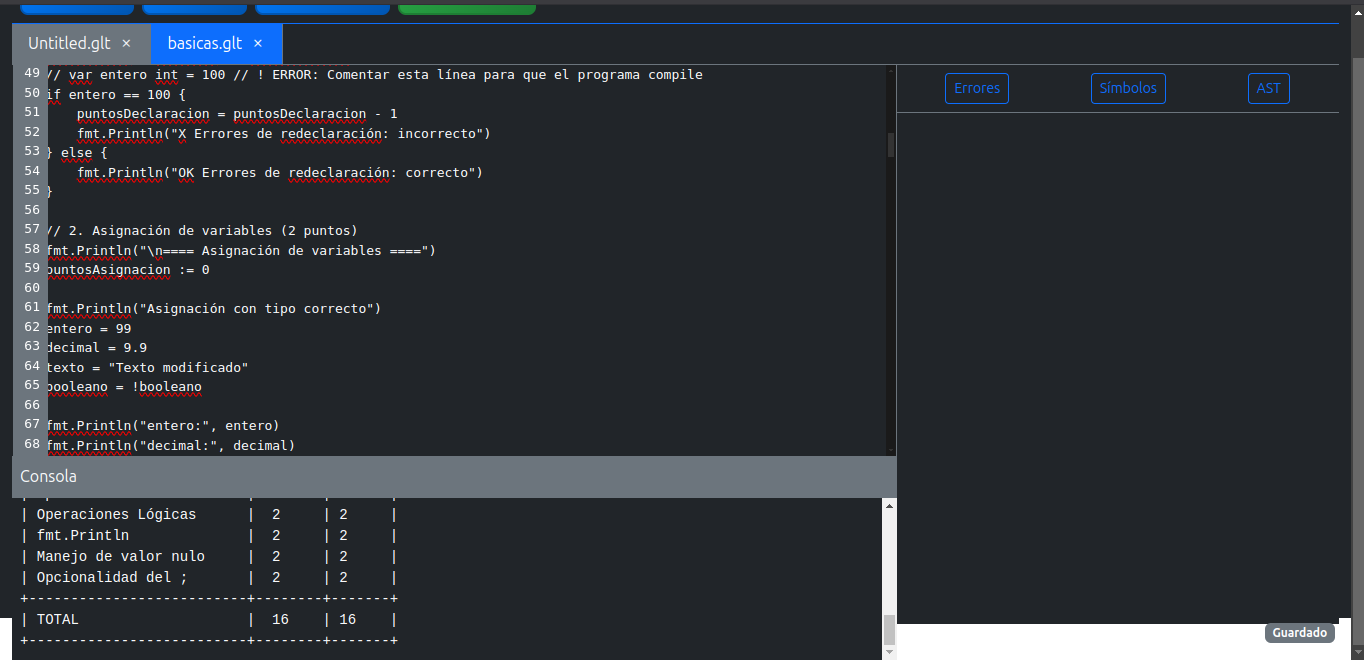 Untitled.glt ×
basicas.glt ×
49 // var entero int = 100 // ! ERROR: Comentar esta línea para que el programa compile
50 if entero == 100 {
51 puntosDeclaracion = puntosDeclaracion - 1
52 fmt.Println("X Errores de redeclaración: incorrecto")
53 } else {
54 fmt.Println("OK Errores de redeclaración: correcto")
55 }
56
57 // 2. Asignación de variables (2 puntos)
58 fmt.Println("\n==== Asignación de variables ====")
59 puntosAsignacion := 0
60
61 fmt.Println("Asignación con tipo correcto")
62 entero = 99
63 decimal = 9.9
64 texto = "Texto modificado"
65 booleano = !booleano
66
67 fmt.Println("entero:", entero)
68 fmt.Println("decimal:", decimal)
Errores
Símbolos
AST
Consola
| Operaciones Lógicas | 2 | 2 |
| fmt.Println | 2 | 2 |
| Manejo de valor nulo | 2 | 2 |
| Opcionalidad del ; | 2 | 2 |
+--------------------------+--------+-------+
| TOTAL | 16 | 16 |
+--------------------------+--------+-------+
Guardado